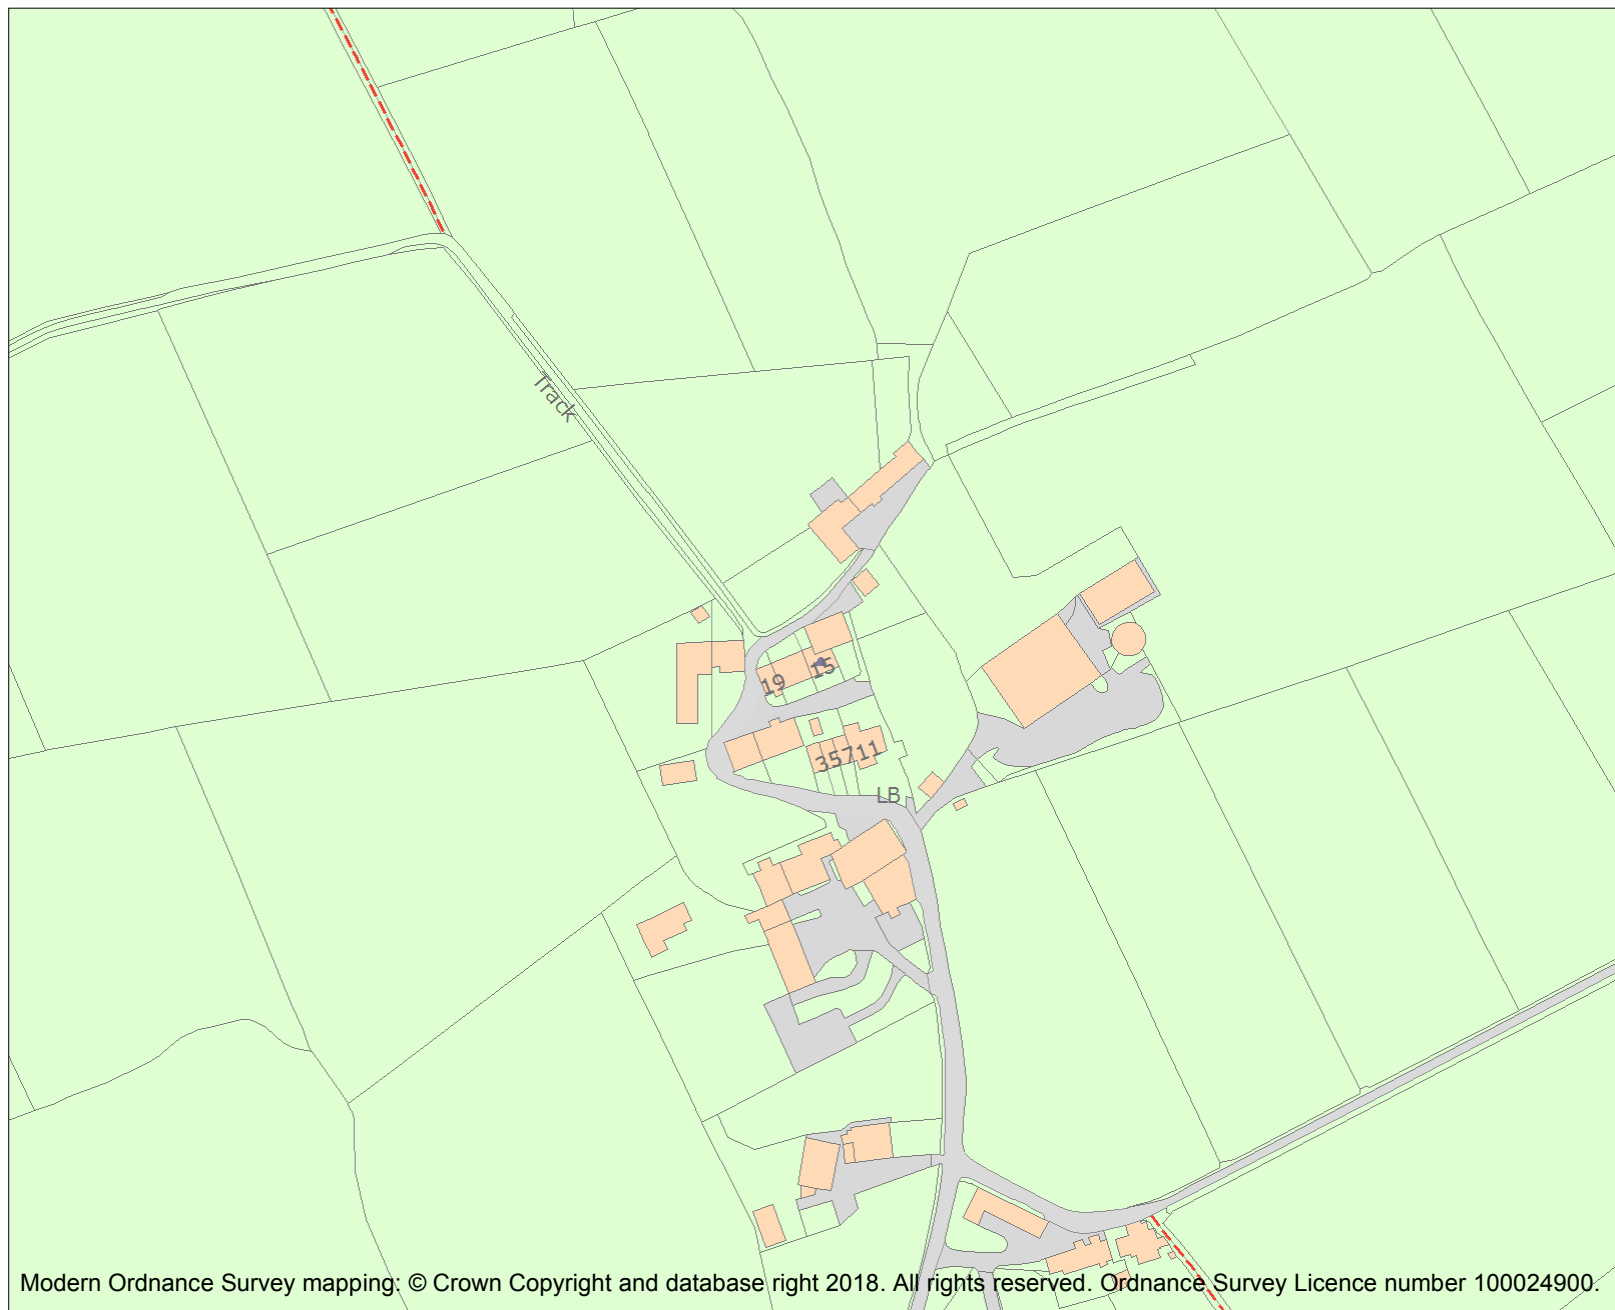 Track
15
19
35711
LB
Modern Ordnance Survey mapping: © Crown Copyright and database right 2018. All rights reserved. Ordnance Survey Licence number 100024900.